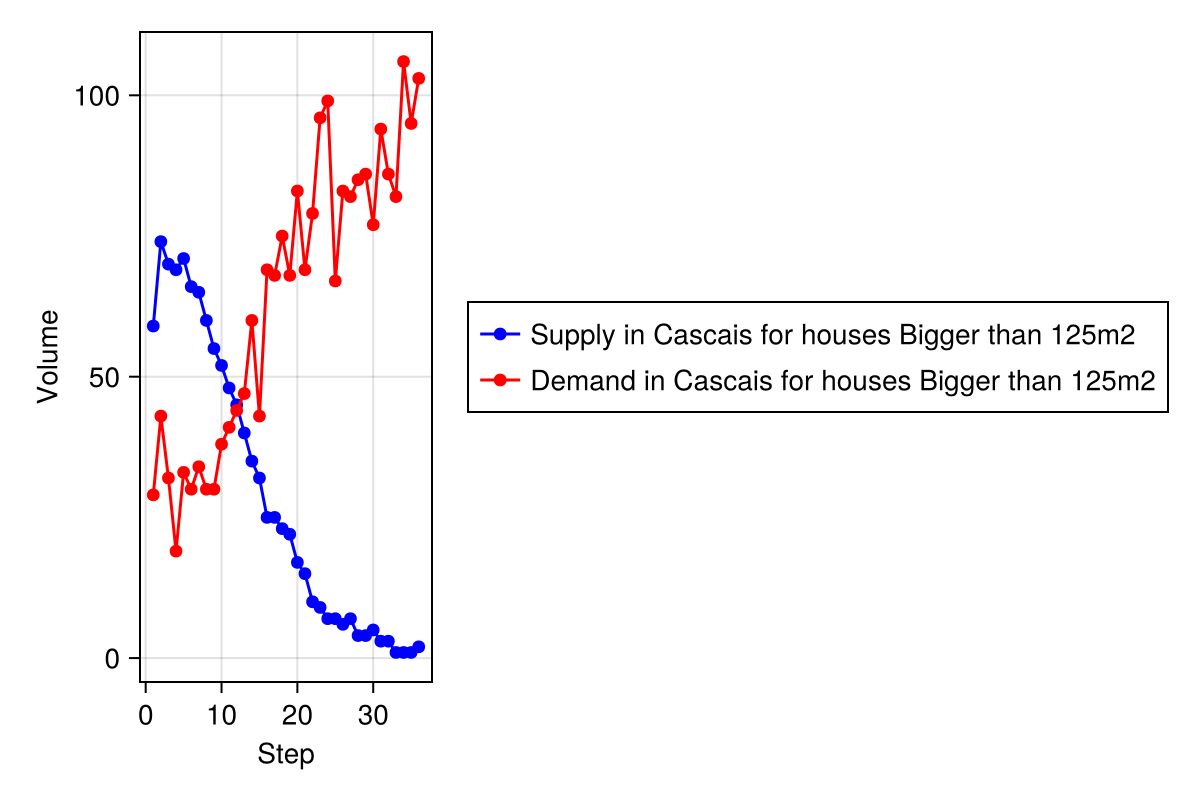 100
50
0
Volume
0 10 20 30
Step
Supply in Cascais for houses Bigger than 125m2
Demand in Cascais for houses Bigger than 125m2